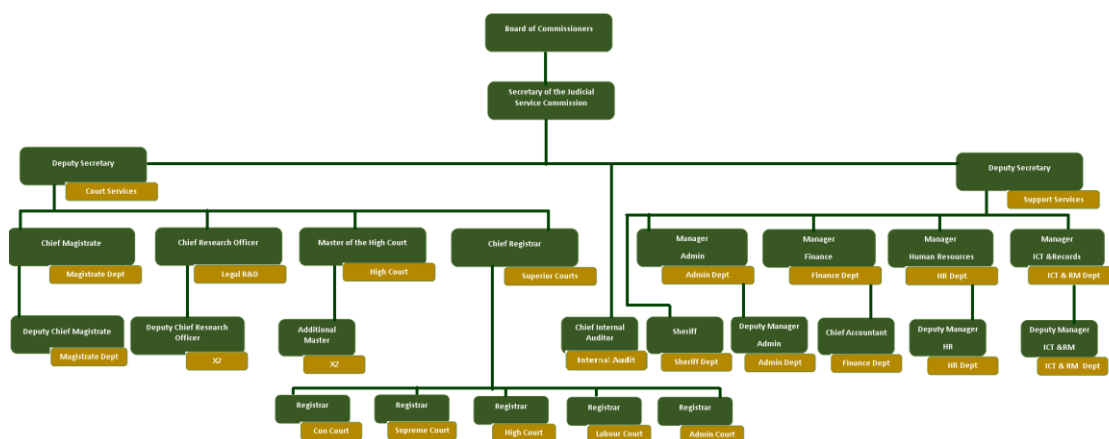 Board of Commissioners
Secretary of the Judicial
Service Commission
Deputy Secretary
Court Services
Deputy Secretary
Support Services
Chief Magistrate
Magistrate Dept
Chief Research Officer
Legal R&D
Master of the High Court
High Court
Chief Registrar
Superior Courts
Manager
Admin
Admin Dept
Manager
Finance
Finance Dept
Manager
Human Resources
HR Dept
Manager
ICT &Records
ICT & RM Dept
Deputy Chief Magistrate
Magistrate Dept
Deputy Chief Research
Officer
X2
Additional
Master
X2
Chief Internal
Auditor
Internal Audit
Sheriff
Sheriff Dept
Deputy Manager
Admin
Admin Dept
Chief Accountant
Finance Dept
Deputy Manager
HR
HR Dept
Deputy Manager
ICT &RM
ICT & RM Dept
Registrar
Con Court
Registrar
Supreme Court
Registrar
High Court
Registrar
Labour Court
Registrar
Admin Court